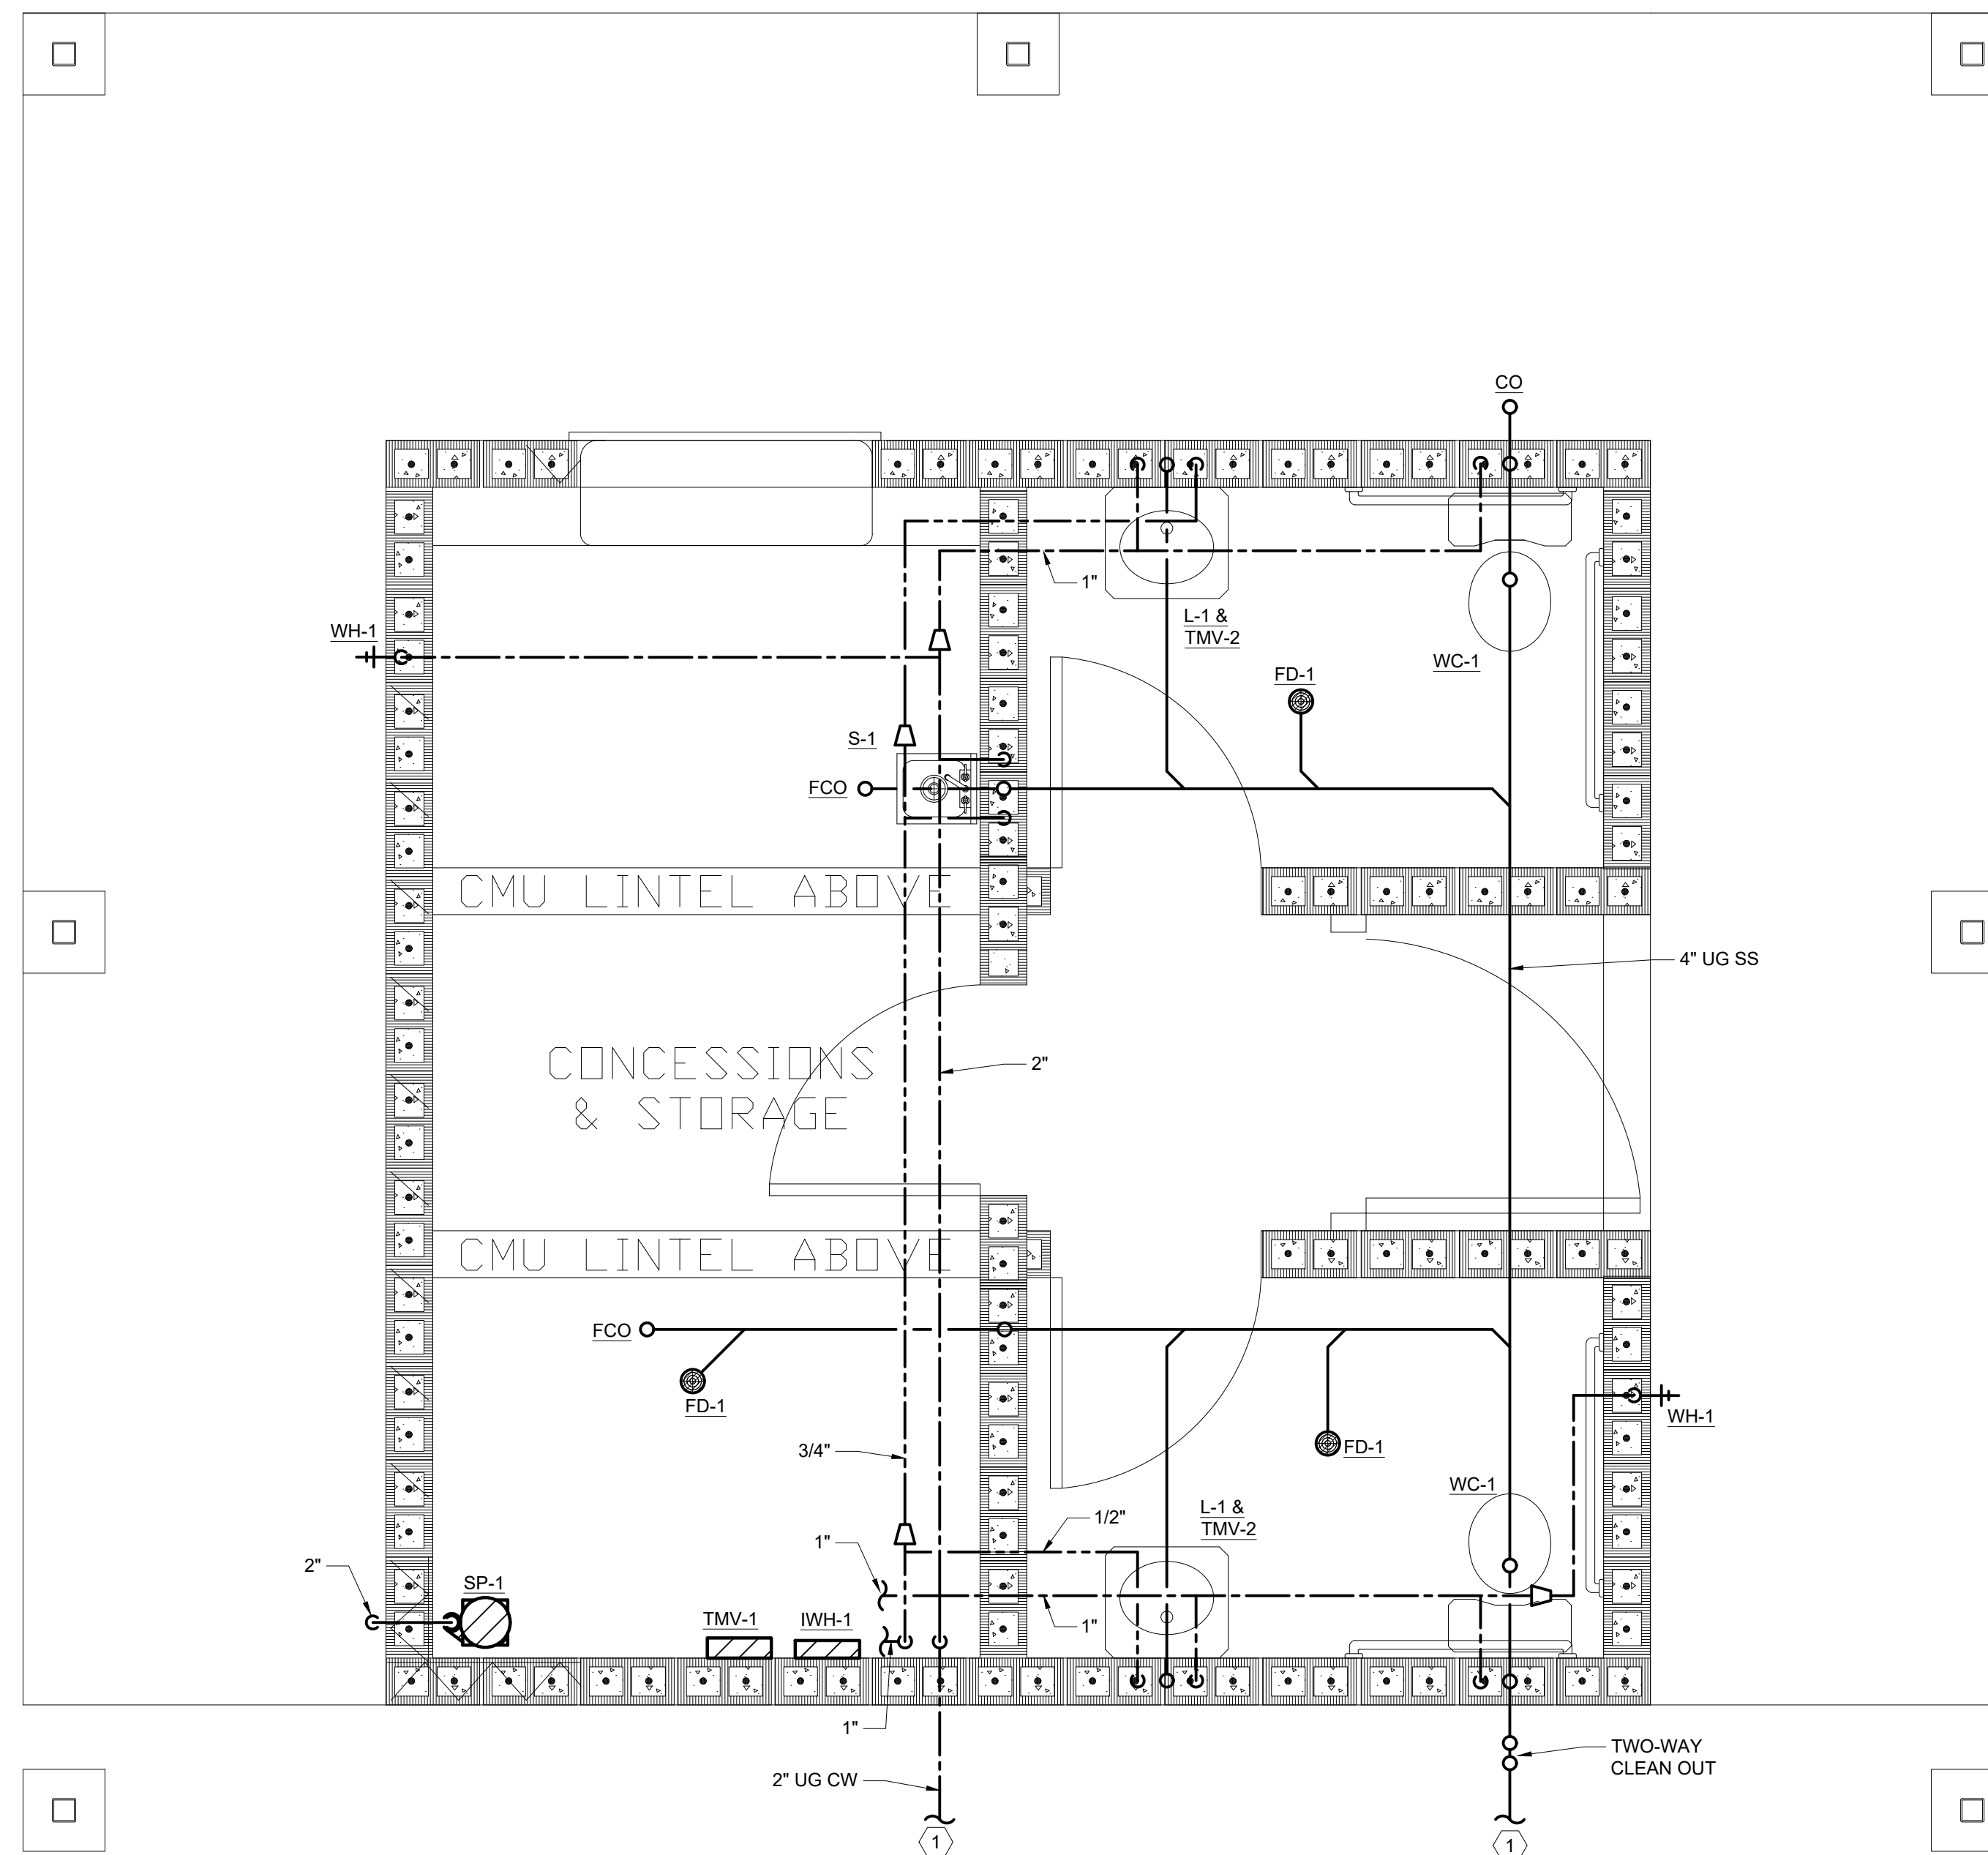 CO
WH-1
1"
L-1 &
TMV-2
WC-1
FD-1
S-1
FCO
CMU LINTEL ABOVE
4" UG SS
CONCESSIONS
& STORAGE
2"
CMU LINTEL ABOVE
FCO
FD-1
WH-1
3/4"
FD-1
WC-1
L-1 &
TMV-2
1/2"
1"
2"
SP-1
TMV-1
IWH-1
1"
1"
TWO-WAY
CLEAN OUT
2" UG CW
1
1